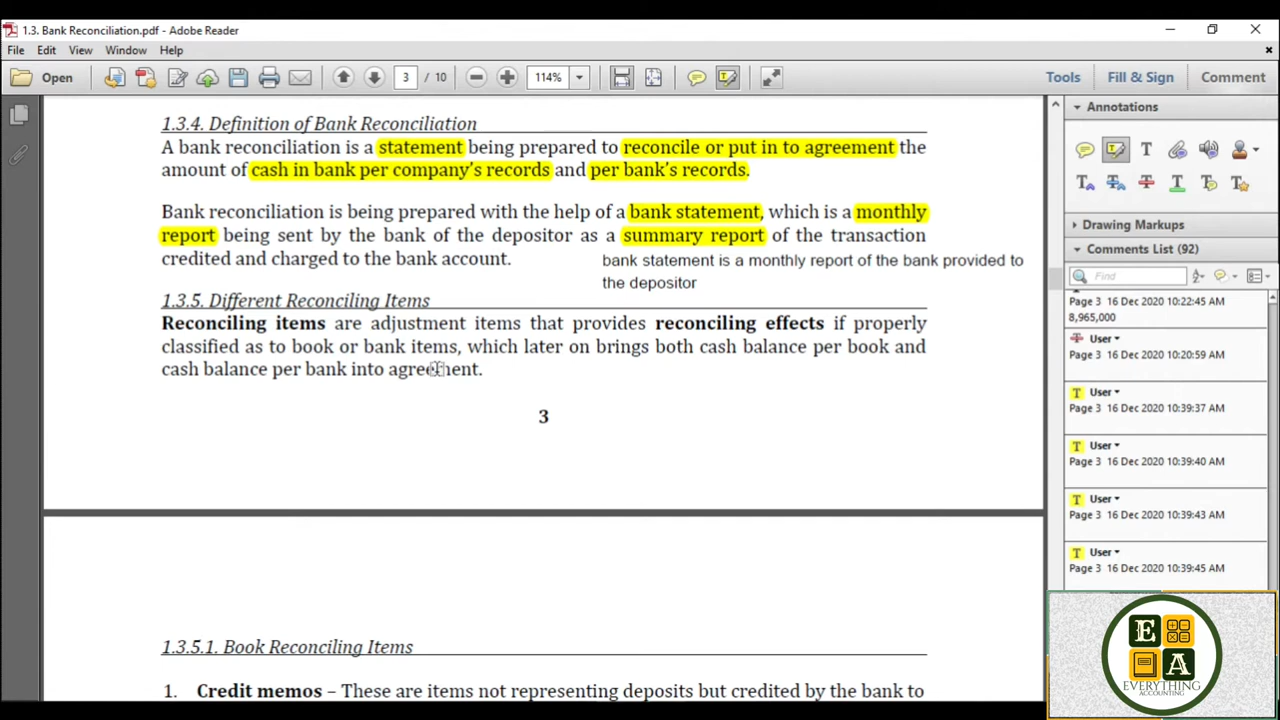 1.3. Bank Reconciliation.pdf - Adobe Reader
File Edit View Window Help
Open 3 / 10 114% Tools Fill & Sign Comment
1.3.4. Definition of Bank Reconciliation
A bank reconciliation is a statement being prepared to reconcile or put in to agreement the
amount of cash in bank per company's records and per bank's records.
Bank reconciliation is being prepared with the help of a bank statement, which is a monthly
report being sent by the bank of the depositor as a summary report of the transaction
credited and charged to the bank account.
bank statement is a monthly report of the bank provided to
the depositor
1.3.5. Different Reconciling Items
Reconciling items are adjustment items that provides reconciling effects if properly
classified as to book or bank items, which later on brings both cash balance per book and
cash balance per bank into agreement.
3
1.3.5.1. Book Reconciling Items
1. Credit memos – These are items not representing deposits but credited by the bank to
Annotations
Drawing Markups
Comments List (92)
Find
Page 3 16 Dec 2020 10:22:45 AM
8,965,000
User
Page 3 16 Dec 2020 10:20:59 AM
User
Page 3 16 Dec 2020 10:39:37 AM
User
Page 3 16 Dec 2020 10:39:40 AM
User
Page 3 16 Dec 2020 10:39:43 AM
User
Page 3 16 Dec 2020 10:39:45 AM
E
A
EVERYTHING
ACCOUNTING